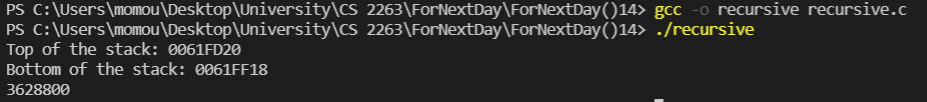 PS C:\Users\momou\Desktop\University\CS 2263\ForNextDay\ForNextDay()14> gcc -o recursive recursive.c
PS C:\Users\momou\Desktop\University\CS 2263\ForNextDay\ForNextDay()14> ./recursive
Top of the stack: 0061FD20
Bottom of the stack: 0061FF18
3628800